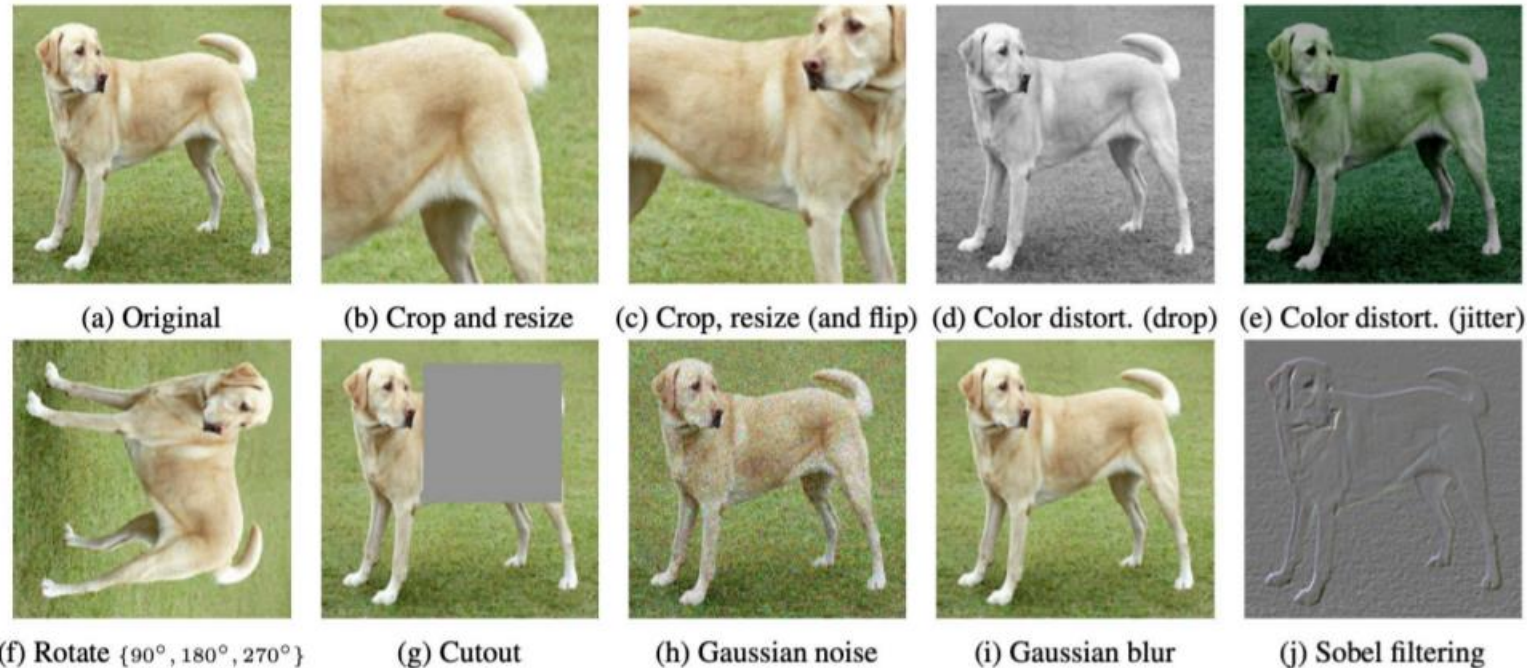 (a) Original
(b) Crop and resize
(c) Crop, resize (and flip)
(d) Color distort. (drop)
(e) Color distort. (jitter)
(f) Rotate {90°, 180°, 270°}
(g) Cutout
(h) Gaussian noise
(i) Gaussian blur
(j) Sobel filtering